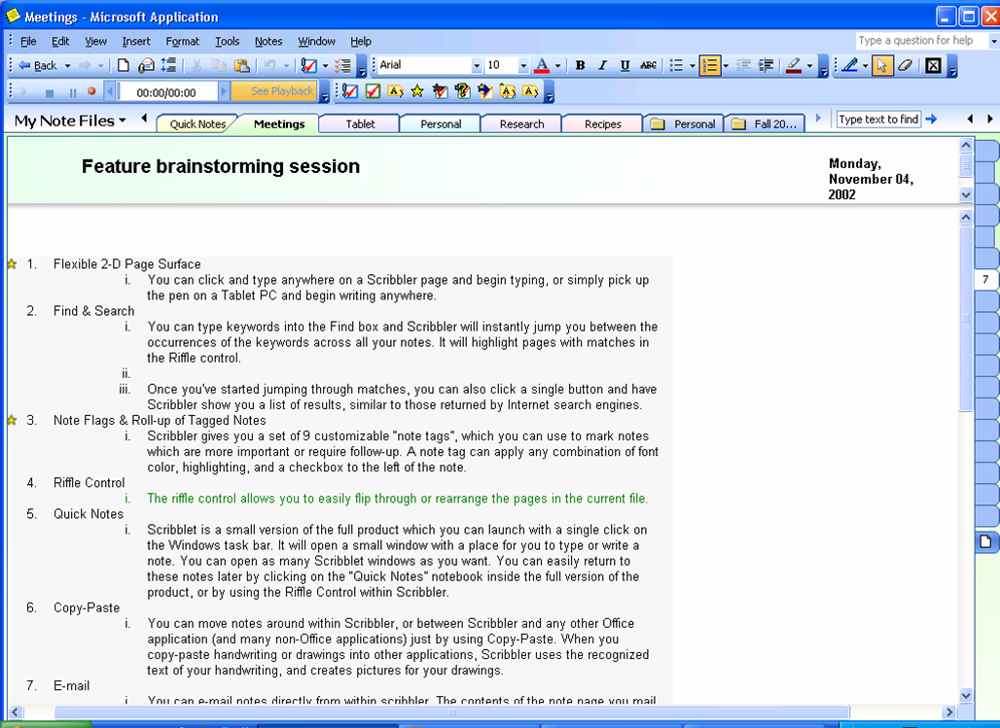 Meetings - Microsoft Application
File Edit View Insert Format Tools Notes Window Help Type a question for help
Back Arial 10 A B I U ABC
00:00/00:00 See Playback
My Note Files Quick Notes Meetings Tablet Personal Research Recipes Personal Fall 20... Type text to find
Feature brainstorming session
Monday,
November 04,
2002
7
1. Flexible 2-D Page Surface
i. You can click and type anywhere on a Scribbler page and begin typing, or simply pick up
the pen on a Tablet PC and begin writing anywhere.
2. Find & Search
i. You can type keywords into the Find box and Scribbler will instantly jump you between the
occurrences of the keywords across all your notes. It will highlight pages with matches in
the Riffle control.
ii.
iii. Once you've started jumping through matches, you can also click a single button and have
Scribbler show you a list of results, similar to those returned by Internet search engines.
3. Note Flags & Roll-up of Tagged Notes
i. Scribbler gives you a set of 9 customizable "note tags", which you can use to mark notes
which are more important or require follow-up. A note tag can apply any combination of font
color, highlighting, and a checkbox to the left of the note.
4. Riffle Control
i. The riffle control allows you to easily flip through or rearrange the pages in the current file.
5. Quick Notes
i. Scribblet is a small version of the full product which you can launch with a single click on
the Windows task bar. It will open a small window with a place for you to type or write a
note. You can open as many Scribblet windows as you want. You can easily return to
these notes later by clicking on the "Quick Notes" notebook inside the full version of the
product, or by using the Riffle Control within Scribbler.
6. Copy-Paste
i. You can move notes around within Scribbler, or between Scribbler and any other Office
application (and many non-Office applications) just by using Copy-Paste. When you
copy-paste handwriting or drawings into other applications, Scribbler uses the recognized
text of your handwriting, and creates pictures for your drawings.
7. E-mail
i. You can e-mail notes directly from within scribbler. The contents of the note page you mail